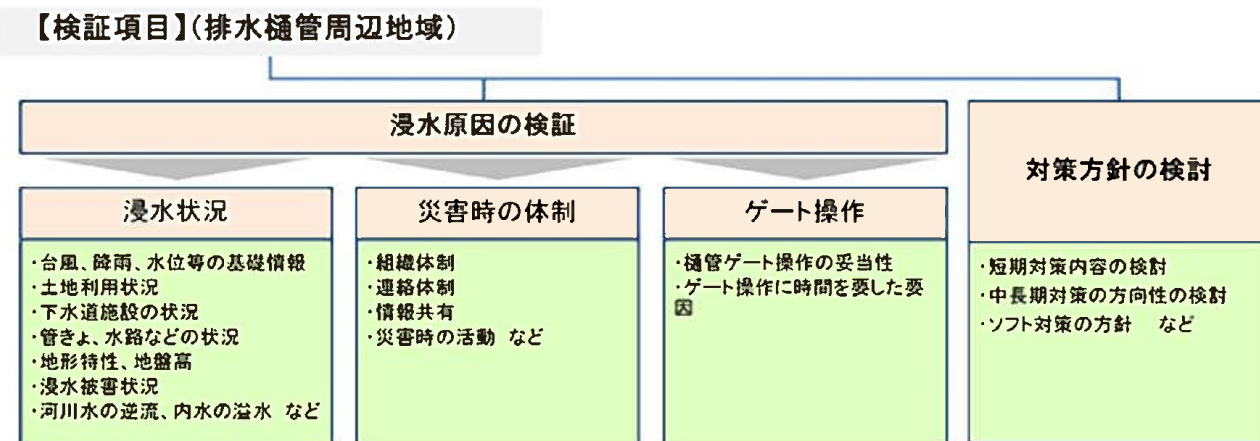 【検証項目】(排水樋管周辺地域)
浸水原因の検証
対策方針の検討
浸水状況
・台風、降雨、水位等の基礎情報
・土地利用状況
・下水道施設の状況
・管きょ、水路などの状況
・地形特性、地盤高
・浸水被害状況
・河川水の逆流、内水の溢水 など
災害時の体制
・組織体制
・連絡体制
・情報共有
・災害時の活動 など
ゲート操作
・樋管ゲート操作の妥当性
・ゲート操作に時間を要した要
因
・短期対策内容の検討
・中長期対策の方向性の検討
・ソフト対策の方針 など